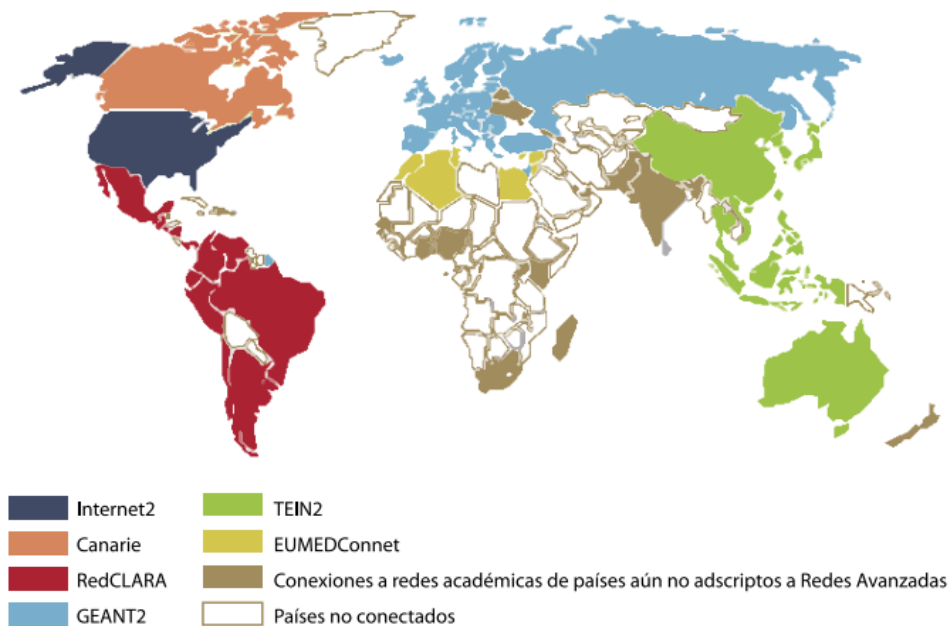 Internet2
Canarie
RedCLARA
GEANT2
TEIN2
EUMEDConnet
Conexiones a redes académicas de países aún no adscriptos a Redes Avanzadas
Países no conectados